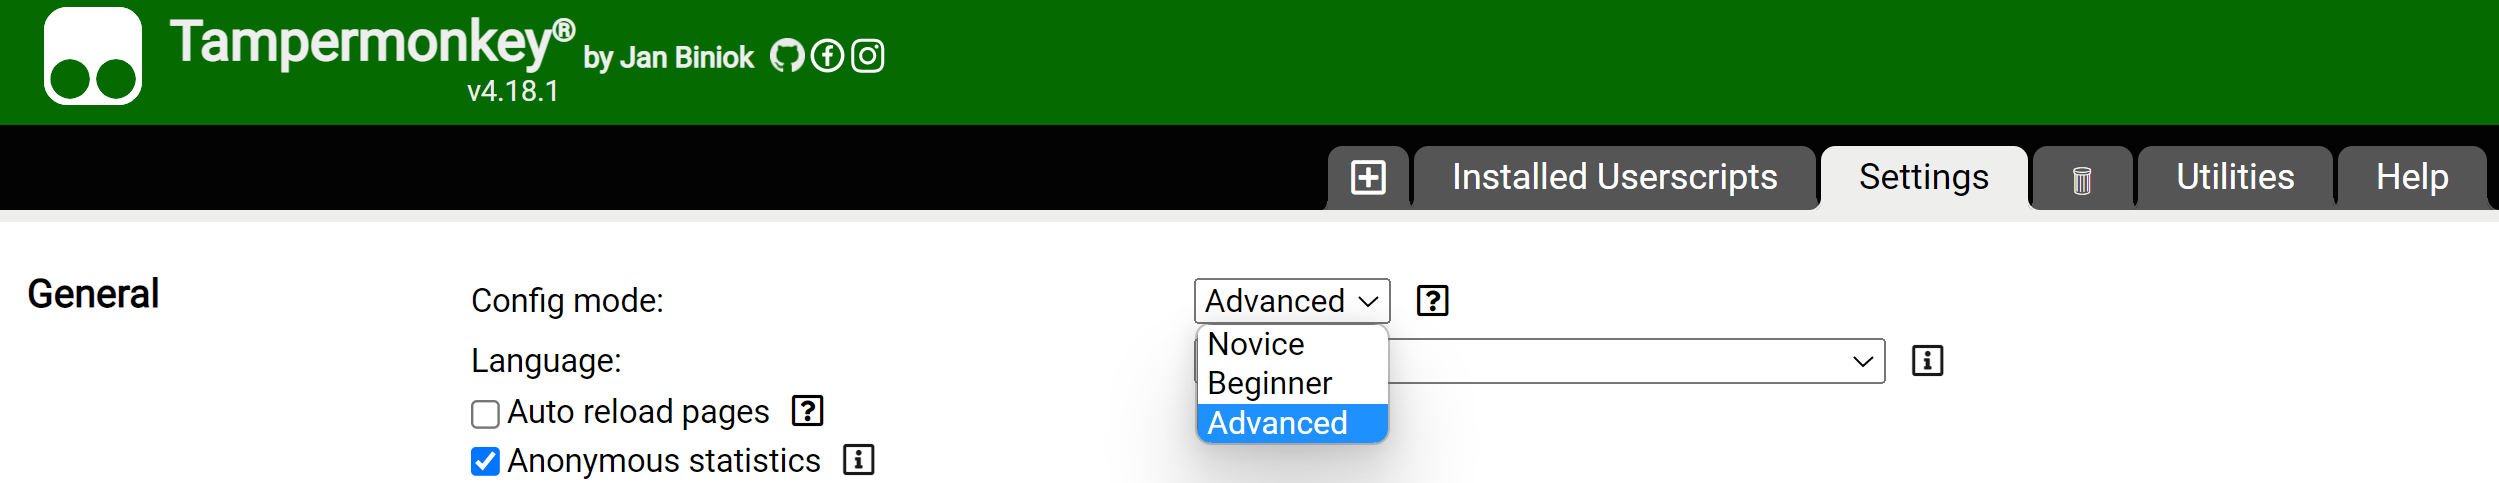 Tampermonkey® by Jan Biniok
v4.18.1
Installed Userscripts Settings Utilities Help
General
Config mode: Advanced
Novice
Language:
Beginner
Auto reload pages
Advanced
Anonymous statistics